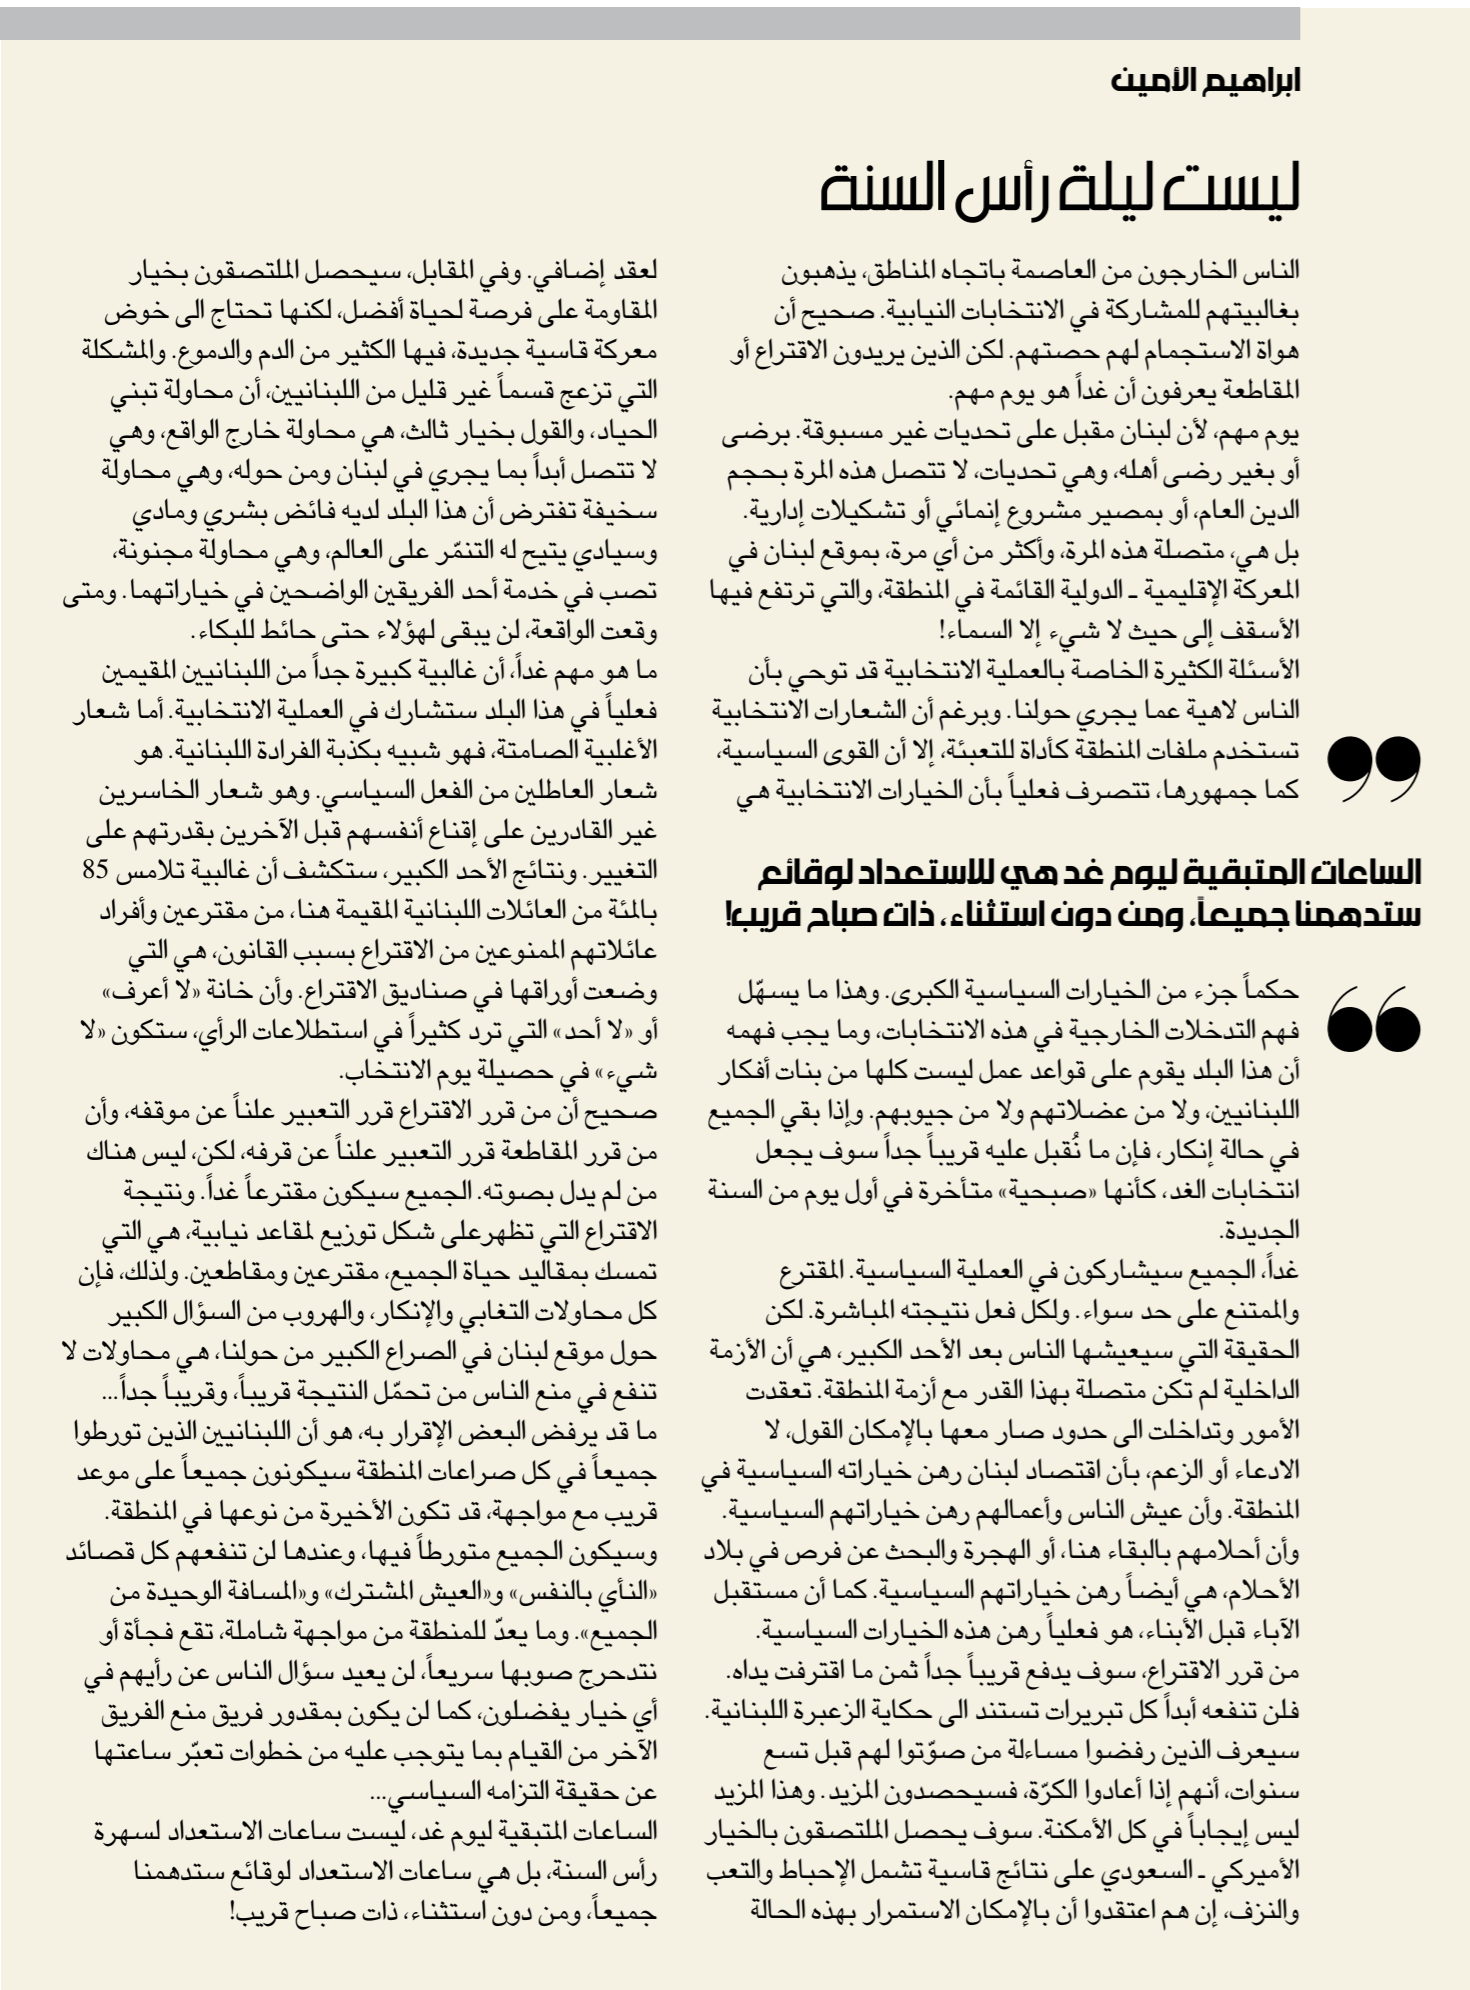 ابراهيم الأمين
ليست ليلة رأس السنة
الناس الخارجون من العاصمة باتجاه المناطق، يذهبون
بغالبيتهم للمشاركة في الانتخابات النيابية. صحيح أن
هواة الاستجمام لهم حصتهم. لكن الذين يريدون الاقتراع أو
المقاطعة يعرفون أن غداً هو يوم مهم.
يوم مهم، لأن لبنان مقبل على تحديات غير مسبوقة. برضى
أو بغير رضى أهله، وهي تحديات، لا تتصل هذه المرة بحجم
الدين العام، أو بمصير مشروع إنمائي أو تشكيلات إدارية.
بل هي، متصلة هذه المرة، وأكثر من أي مرة، بموقع لبنان في
المعركة الإقليمية ـ الدولية القائمة في المنطقة، والتي ترتفع فيها
الأسقف إلى حيث لا شيء إلا السماء!
الأسئلة الكثيرة الخاصة بالعملية الانتخابية قد توحي بأن
الناس لاهية عما يجري حولنا. وبرغم أن الشعارات الانتخابية
تستخدم ملفات المنطقة كأداة للتعبئة، إلا أن القوى السياسية،
كما جمهورها، تتصرف فعلياً بأن الخيارات الانتخابية هي
الساعات المتبقية ليوم غد هي للاستعداد لوقائع
ستدهمنا جميعاً، ومن دون استثناء، ذات صباح قريب!
حكماً جزء من الخيارات السياسية الكبرى. وهذا ما يسهّل
فهم التدخلات الخارجية في هذه الانتخابات، وما يجب فهمه
أن هذا البلد يقوم على قواعد عمل ليست كلها من بنات أفكار
اللبنانيين، ولا من عضلاتهم ولا من جيوبهم. وإذا بقي الجميع
في حالة إنكار، فإن ما نُقبل عليه قريباً جداً سوف يجعل
انتخابات الغد، كأنها «صبحية» متأخرة في أول يوم من السنة
الجديدة.
غداً، الجميع سيشاركون في العملية السياسية. المقترع
والممتنع على حد سواء. ولكل فعل نتيجته المباشرة. لكن
الحقيقة التي سيعيشها الناس بعد الأحد الكبير، هي أن الأزمة
الداخلية لم تكن متصلة بهذا القدر مع أزمة المنطقة. تعقدت
الأمور وتداخلت الى حدود صار معها بالإمكان القول، لا
الادعاء أو الزعم، بأن اقتصاد لبنان رهن خياراته السياسية في
المنطقة. وأن عيش الناس وأعمالهم رهن خياراتهم السياسية.
وأن أحلامهم بالبقاء هنا، أو الهجرة والبحث عن فرص في بلاد
الأحلام، هي أيضاً رهن خياراتهم السياسية. كما أن مستقبل
الآباء قبل الأبناء، هو فعلياً رهن هذه الخيارات السياسية.
من قرر الاقتراع، سوف يدفع قريباً جداً ثمن ما اقترفت يداه.
فلن تنفعه أبداً كل تبريرات تستند الى حكاية الزعبرة اللبنانية.
سيعرف الذين رفضوا مساءلة من صوّتوا لهم قبل تسع
سنوات، أنهم إذا أعادوا الكرّة، فسيحصدون المزيد. وهذا المزيد
ليس إيجاباً في كل الأمكنة. سوف يحصل الملتصقون بالخيار
الأميركي ـ السعودي على نتائج قاسية تشمل الإحباط والتعب
والنزف، إن هم اعتقدوا أن بالإمكان الاستمرار بهذه الحالة
لعقد إضافي. وفي المقابل، سيحصل الملتصقون بخيار
المقاومة على فرصة لحياة أفضل، لكنها تحتاج الى خوض
معركة قاسية جديدة، فيها الكثير من الدم والدموع. والمشكلة
التي تزعج قسماً غير قليل من اللبنانيين، أن محاولة تبني
الحياد، والقول بخيار ثالث، هي محاولة خارج الواقع، وهي
لا تتصل أبداً بما يجري في لبنان ومن حوله، وهي محاولة
سخيفة تفترض أن هذا البلد لديه فائض بشري ومادي
وسيادي يتيح له التنمّر على العالم، وهي محاولة مجنونة،
تصب في خدمة أحد الفريقين الواضحين في خياراتهما. ومتى
وقعت الواقعة، لن يبقى لهؤلاء حتى حائط للبكاء.
ما هو مهم غداً، أن غالبية كبيرة جداً من اللبنانيين المقيمين
فعلياً في هذا البلد ستشارك في العملية الانتخابية. أما شعار
الأغلبية الصامتة، فهو شبيه بكذبة الفرادة اللبنانية. هو
شعار العاطلين من الفعل السياسي. وهو شعار الخاسرين
غير القادرين على إقناع أنفسهم قبل الآخرين بقدرتهم على
التغيير. ونتائج الأحد الكبير، ستكشف أن غالبية تلامس 85
بالمئة من العائلات اللبنانية المقيمة هنا، من مقترعين وأفراد
عائلاتهم الممنوعين من الاقتراع بسبب القانون، هي التي
وضعت أوراقها في صناديق الاقتراع. وأن خانة «لا أعرف»
أو «لا أحد» التي ترد كثيراً في استطلاعات الرأي، ستكون «لا
شيء» في حصيلة يوم الانتخاب.
صحيح أن من قرر الاقتراع قرر التعبير علناً عن موقفه، وأن
من قرر المقاطعة قرر التعبير علناً عن قرفه، لكن، ليس هناك
من لم يدل بصوته. الجميع سيكون مقترعاً غداً. ونتيجة
الاقتراع التي تظهرعلى شكل توزيع لمقاعد نيابية، هي التي
تمسك بمقاليد حياة الجميع، مقترعين ومقاطعين. ولذلك، فإن
كل محاولات التغابي والإنكار، والهروب من السؤال الكبير
حول موقع لبنان في الصراع الكبير من حولنا، هي محاولات لا
تنفع في منع الناس من تحمّل النتيجة قريباً، وقريباً جداً...
ما قد يرفض البعض الإقرار به، هو أن اللبنانيين الذين تورطوا
جميعاً في كل صراعات المنطقة سيكونون جميعاً على موعد
قريب مع مواجهة، قد تكون الأخيرة من نوعها في المنطقة.
وسيكون الجميع متورطاً فيها، وعندها لن تنفعهم كل قصائد
«النأي بالنفس» و«العيش المشترك» و«المسافة الوحيدة من
الجميع». وما يعدّ للمنطقة من مواجهة شاملة، تقع فجأة أو
نتدحرج صوبها سريعاً، لن يعيد سؤال الناس عن رأيهم في
أي خيار يفضلون، كما لن يكون بمقدور فريق منع الفريق
الآخر من القيام بما يتوجب عليه من خطوات تعبّر ساعتها
عن حقيقة التزامه السياسي...
الساعات المتبقية ليوم غد، ليست ساعات الاستعداد لسهرة
رأس السنة، بل هي ساعات الاستعداد لوقائع ستدهمنا
جميعاً، ومن دون استثناء، ذات صباح قريب!